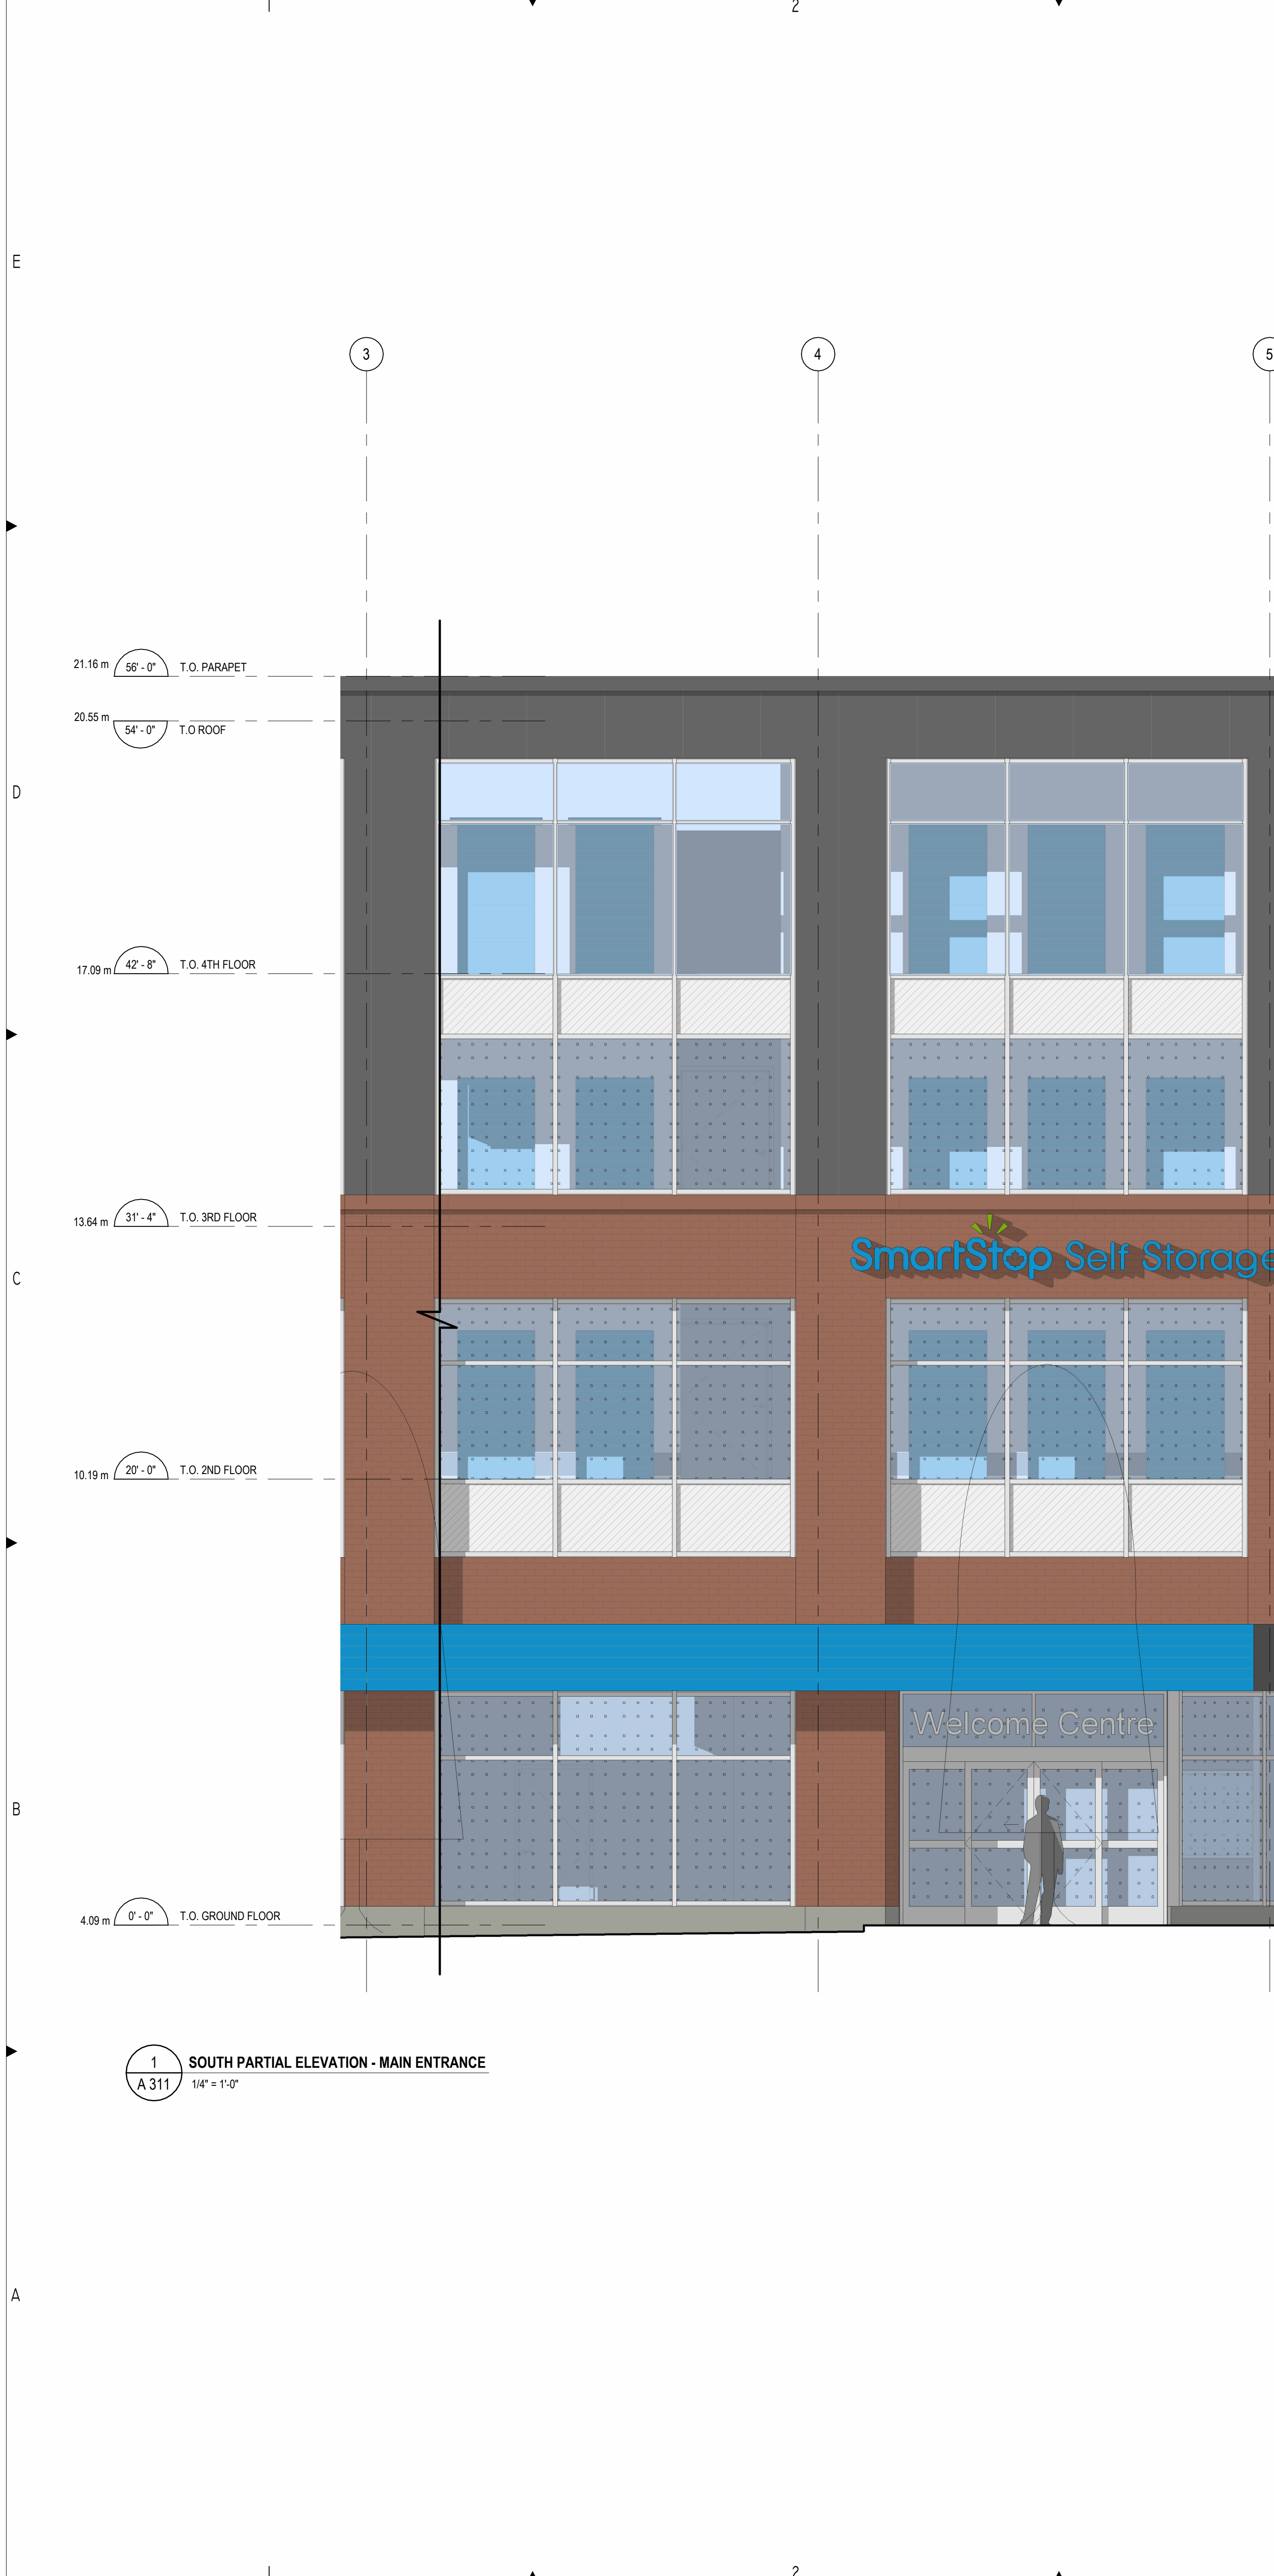 2
E
3
4
5
21.16 m
56' - 0"
T.O. PARAPET
20.55 m
54' - 0"
T.O ROOF
D
17.09 m
42' - 8"
T.O. 4TH FLOOR
13.64 m
31' - 4"
T.O. 3RD FLOOR
SmartStop Self Storage
C
10.19 m
20' - 0"
T.O. 2ND FLOOR
Welcome Centre
B
4.09 m
0' - 0"
T.O. GROUND FLOOR
1
A 311
SOUTH PARTIAL ELEVATION - MAIN ENTRANCE
1/4" = 1'-0"
A
2